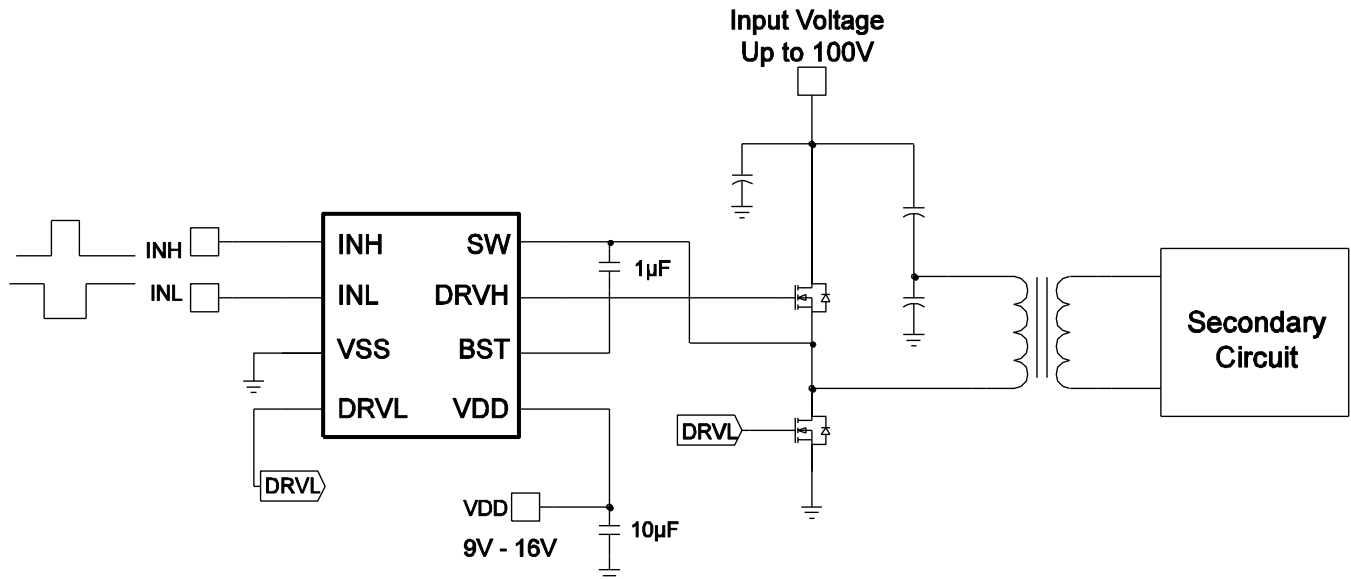 Input Voltage
Up to 100V
INH
INL
INH
INL
VSS
DRVL
SW
DRVH
BST
VDD
1µF
DRVL
DRVL
VDD
9V - 16V
10µF
Secondary
Circuit